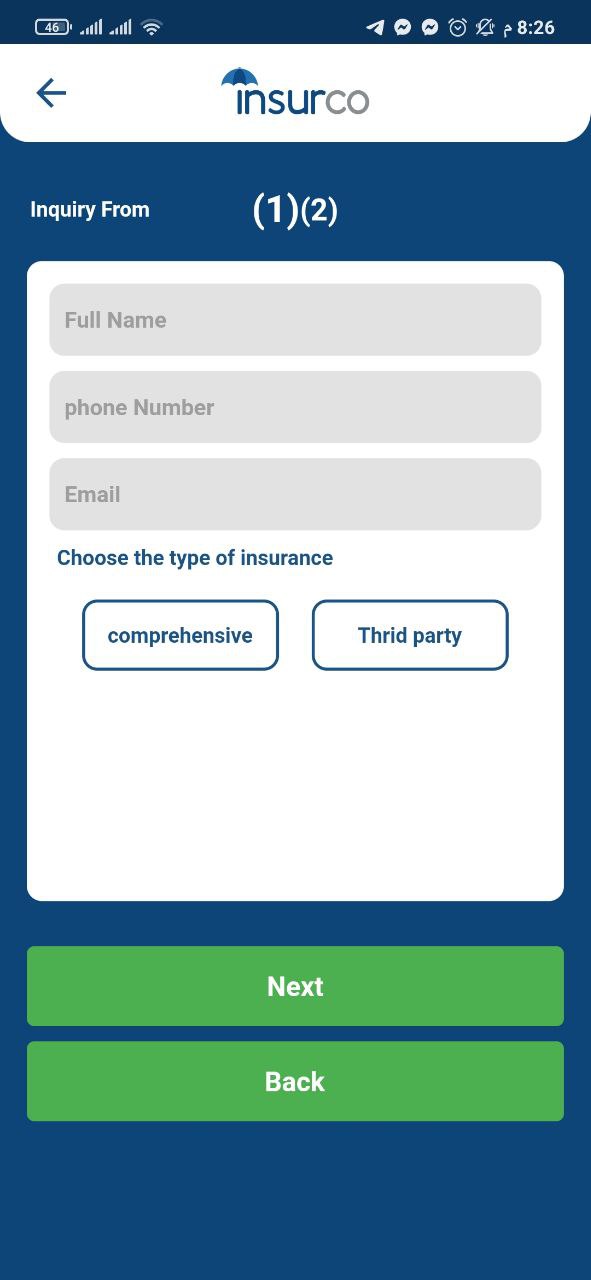 46 م 8:26
insurco
Inquiry From (1)(2)
Full Name
phone Number
Email
Choose the type of insurance
comprehensive Thrid party
Next
Back